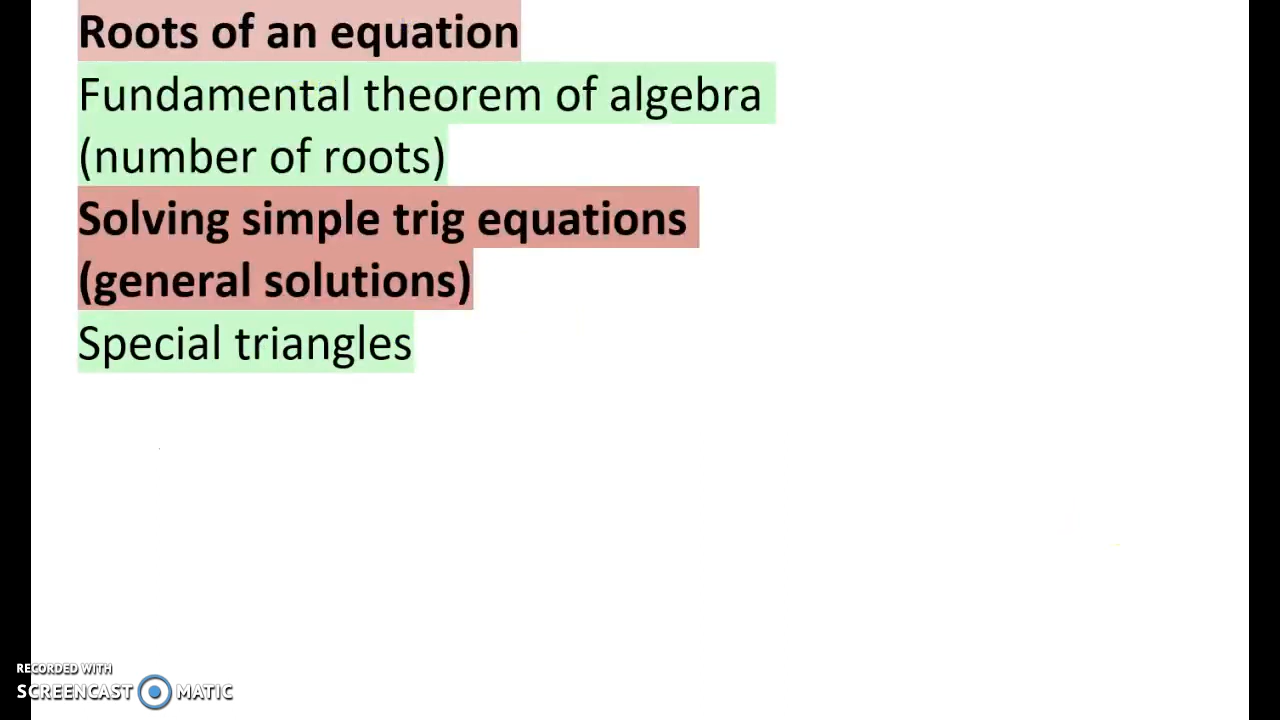 Roots of an equation
Fundamental theorem of algebra
(number of roots)
Solving simple trig equations
(general solutions)
Special triangles
RECORDED WITH
SCREENCAST MATIC